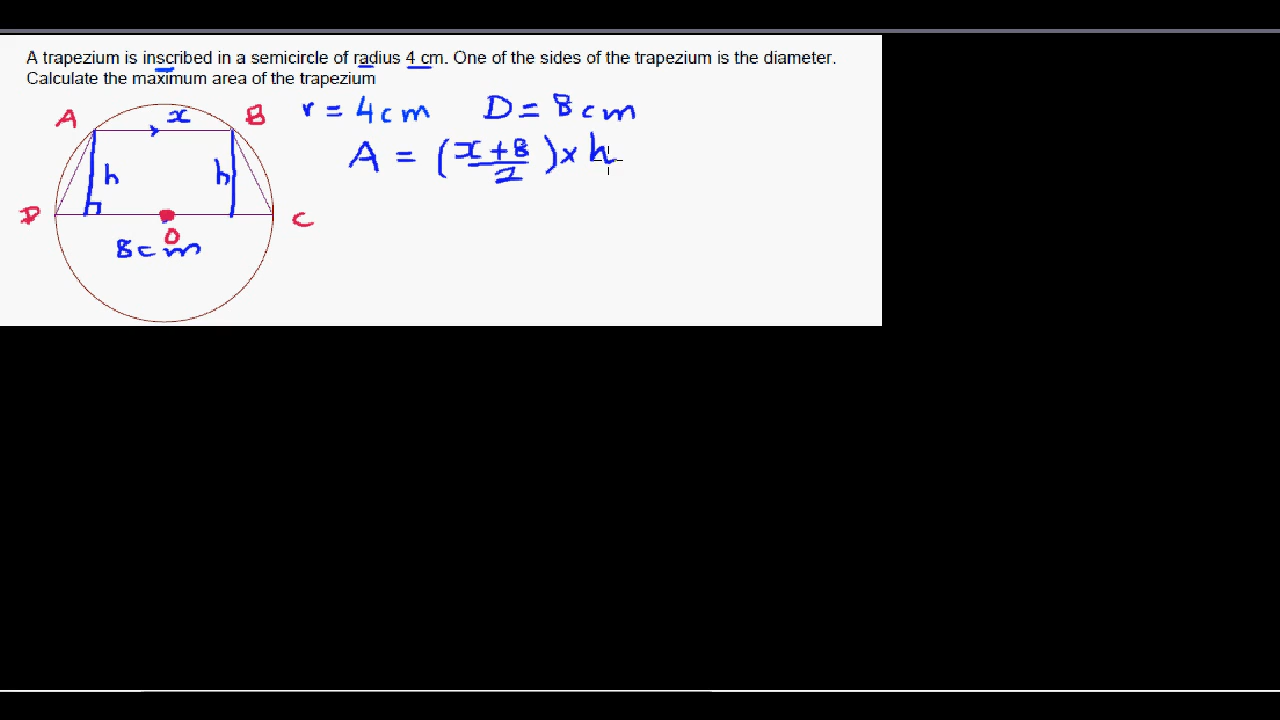 A trapezium is inscribed in a semicircle of radius 4 cm. One of the sides of the trapezium is the diameter.
Calculate the maximum area of the trapezium
A x B r = 4cm D = 8cm
A = (x+8/2) × h
h h
D C
O
8cm